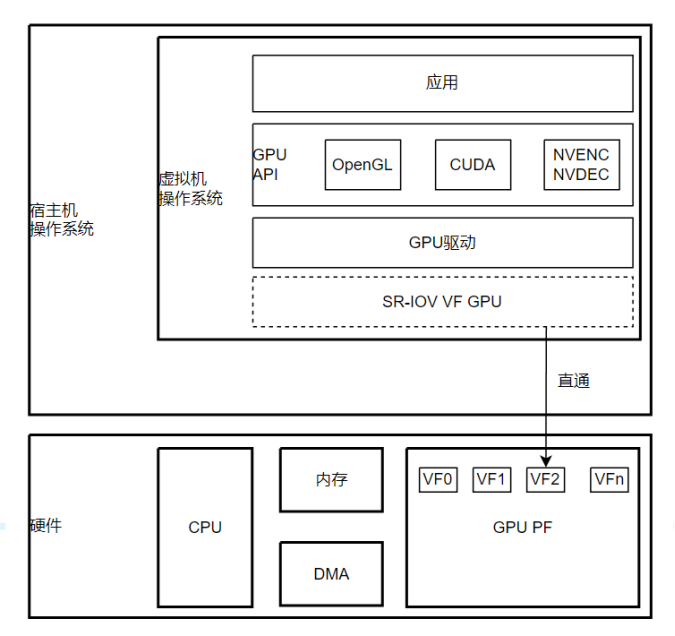 应用
GPU
API
OpenGL
CUDA
NVENC
NVDEC
虚拟机
操作系统
宿主机
操作系统
GPU驱动
SR-IOV VF GPU
直通
硬件
CPU
内存
DMA
VF0
VF1
VF2
VFn
GPU PF